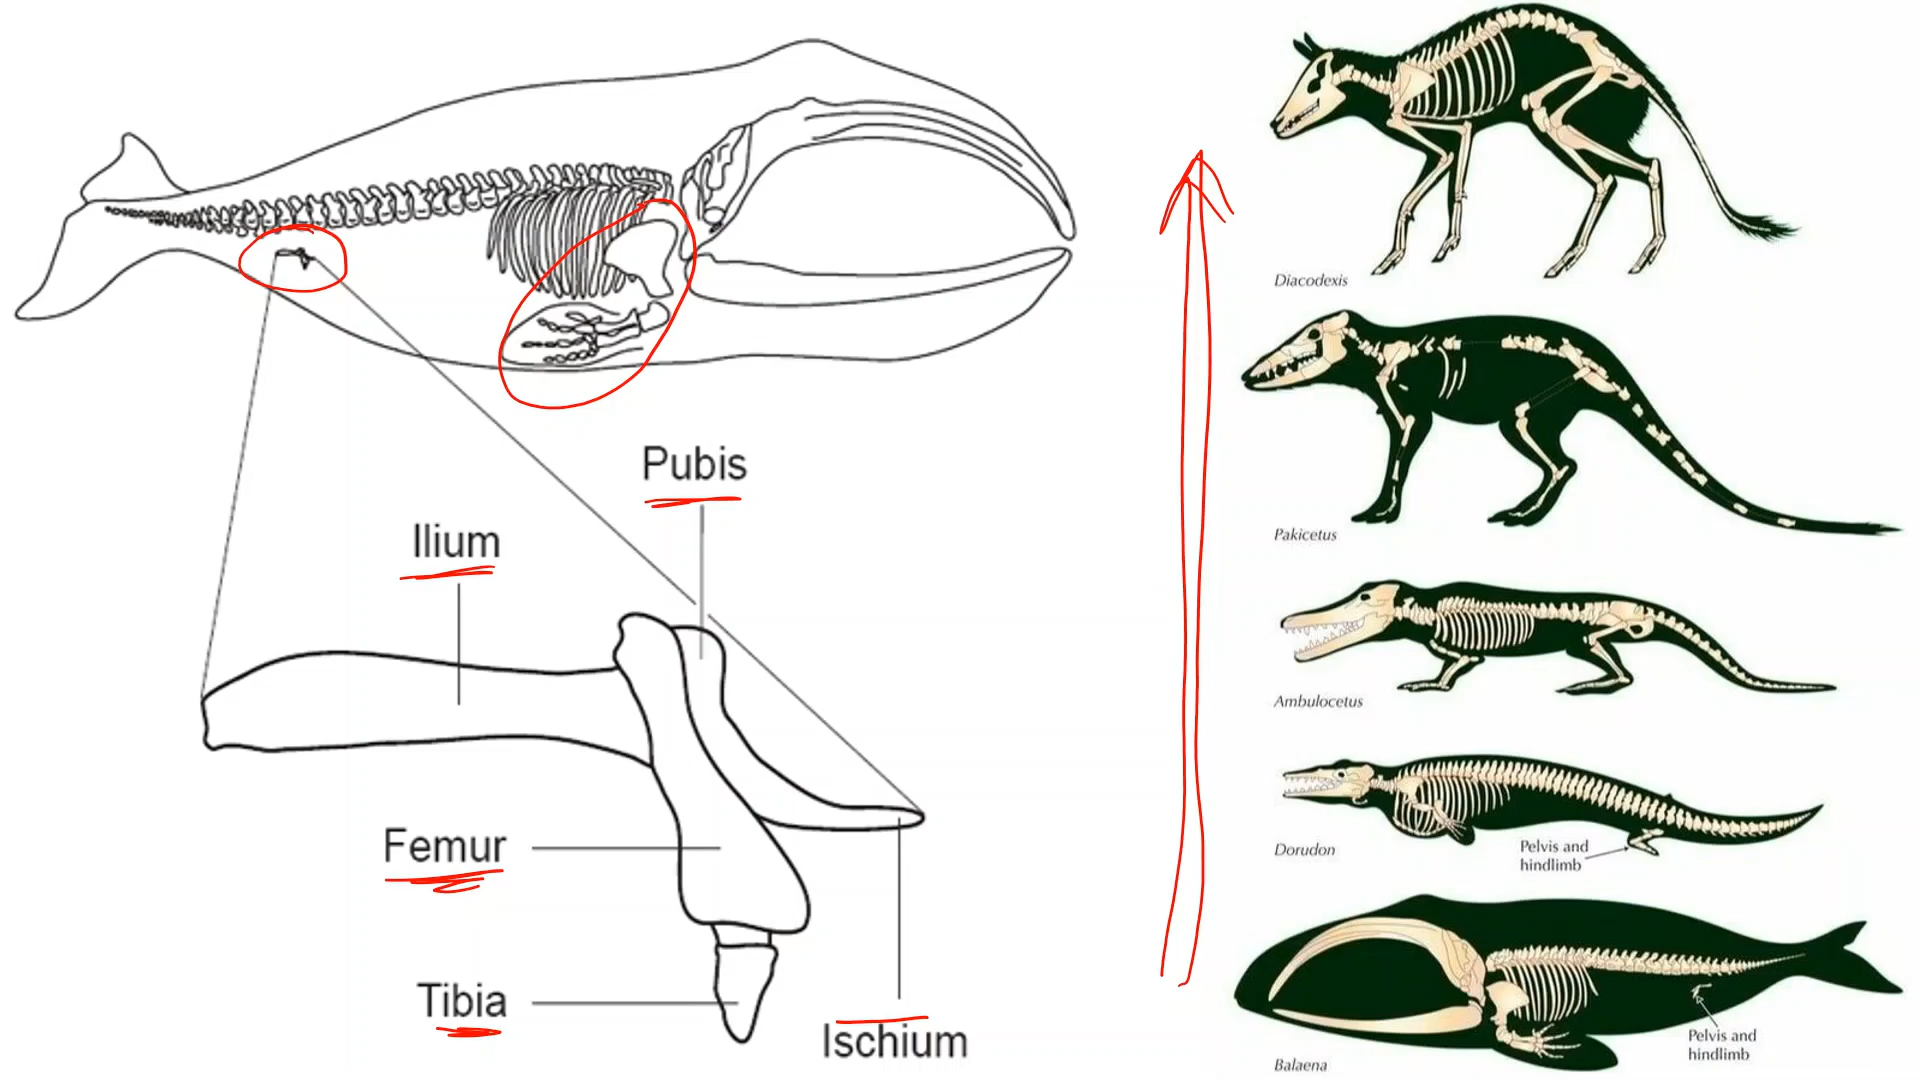 Pubis
Ilium
Femur
Tibia
Ischium
Diacodexis
Pakicetus
Ambulocetus
Dorudon
Pelvis and
hindlimb
Pelvis and
hindlimb
Balaena